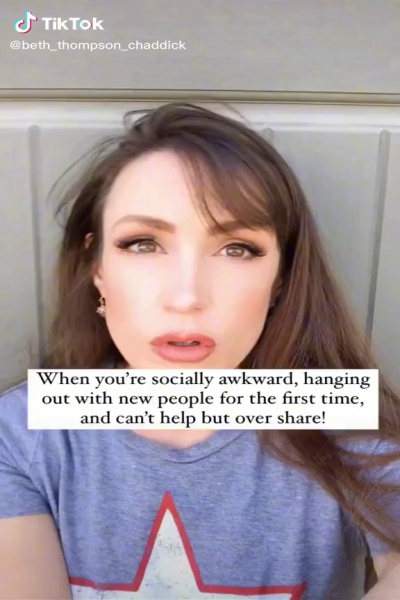 TikTok
@beth_thompson_chaddick
When you're socially awkward, hanging
out with new people for the first time,
and can't help but over share!